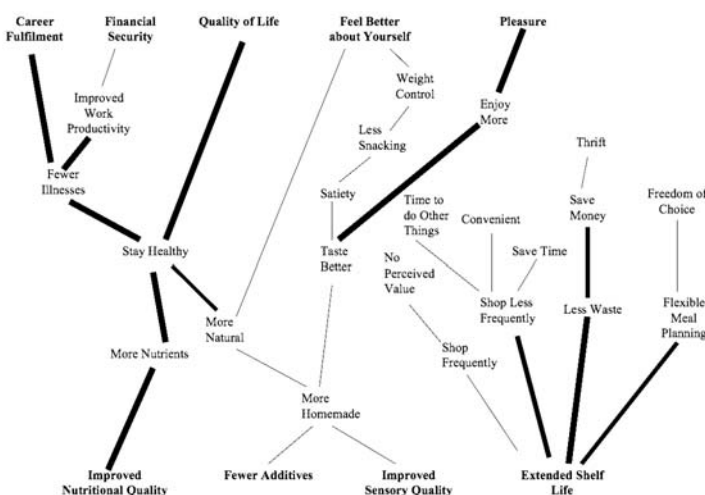 Career
Fulfilment
Financial
Security
Quality of Life
Feel Better
about Yourself
Pleasure
Weight
Control
Improved
Work
Productivity
Enjoy
More
Less
Snacking
Thrift
Fewer
Illnesses
Satiety
Time to
do Other
Things
Convenient
Save
Money
Freedom of
Choice
Stay Healthy
Taste
Better
No
Perceived
Value
Save Time
More
Natural
Shop Less
Frequently
Less Waste
Flexible
Meal
Planning
More Nutrients
Shop
Frequently
More
Homemade
Improved
Nutritional Quality
Fewer Additives
Improved
Sensory Quality
Extended Shelf
Life